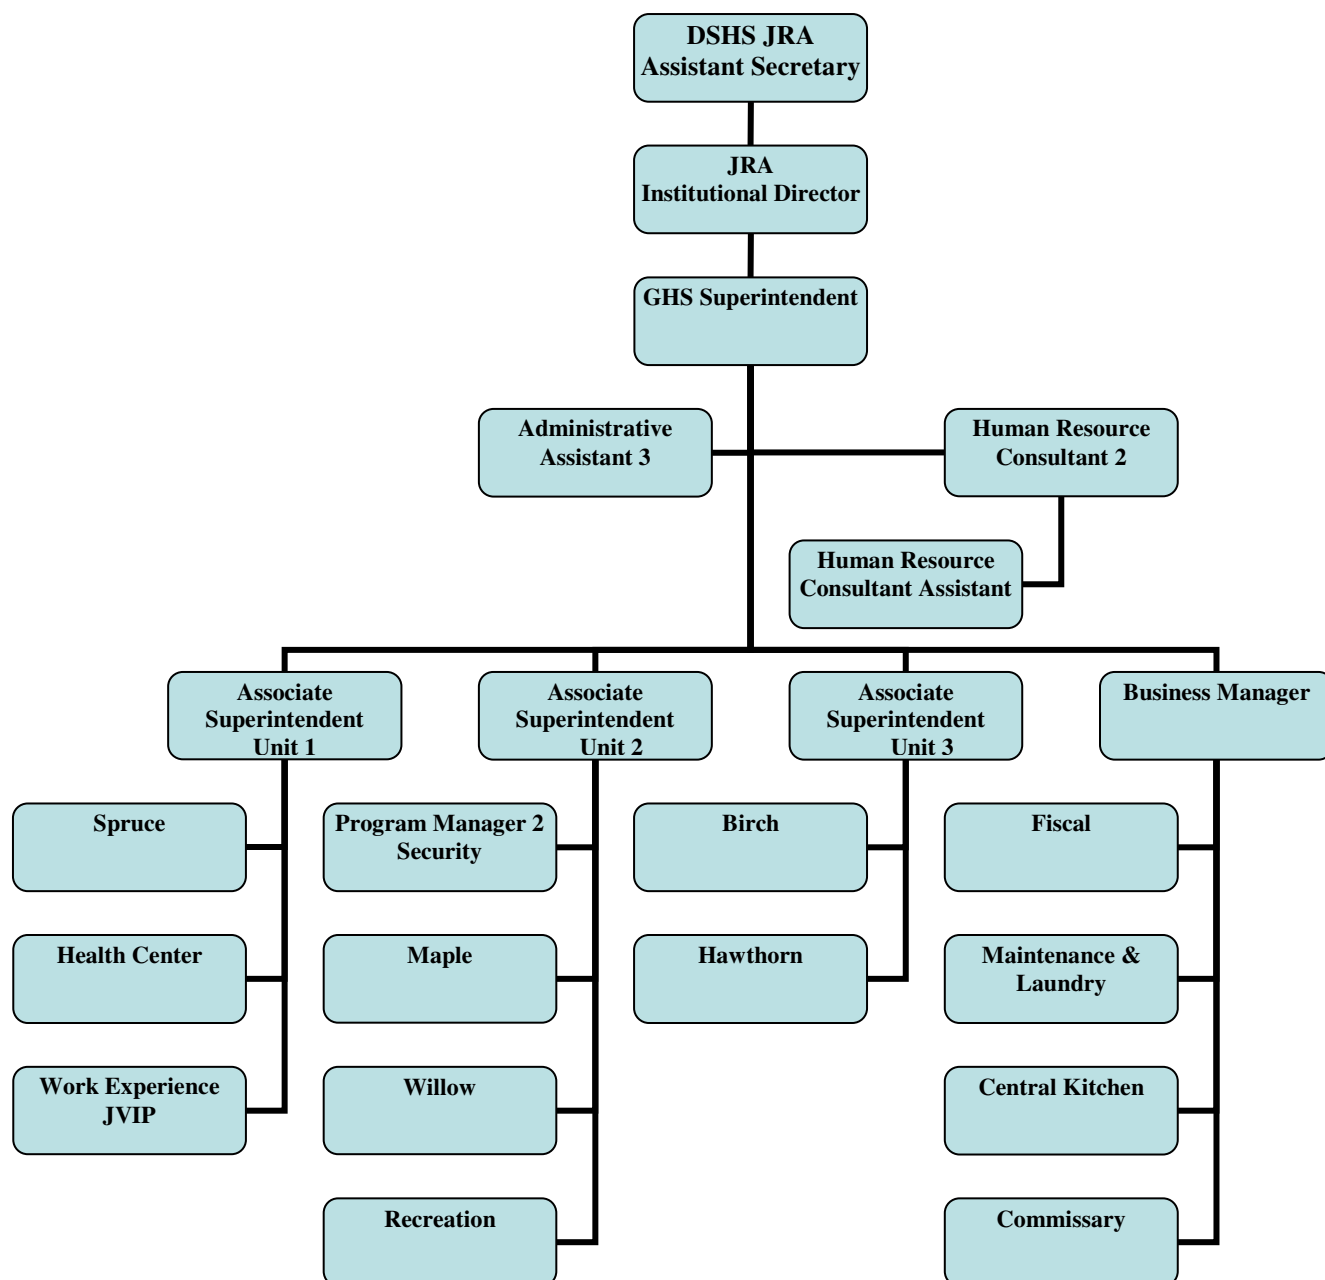 DSHS JRA
Assistant Secretary
JRA
Institutional Director
GHS Superintendent
Administrative
Assistant 3
Human Resource
Consultant 2
Human Resource
Consultant Assistant
Associate
Superintendent
Unit 1
Associate
Superintendent
Unit 2
Associate
Superintendent
Unit 3
Business Manager
Spruce
Program Manager 2
Security
Birch
Fiscal
Health Center
Maple
Hawthorn
Maintenance &
Laundry
Work Experience
JVIP
Willow
Central Kitchen
Recreation
Commissary